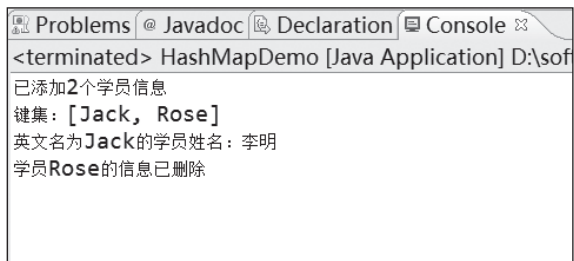 Problems @ Javadoc Declaration Console
<terminated> HashMapDemo [Java Application] D:\sof
已添加2个学员信息
键集：[Jack, Rose]
英文名为Jack的学员姓名：李明
学员Rose的信息已删除